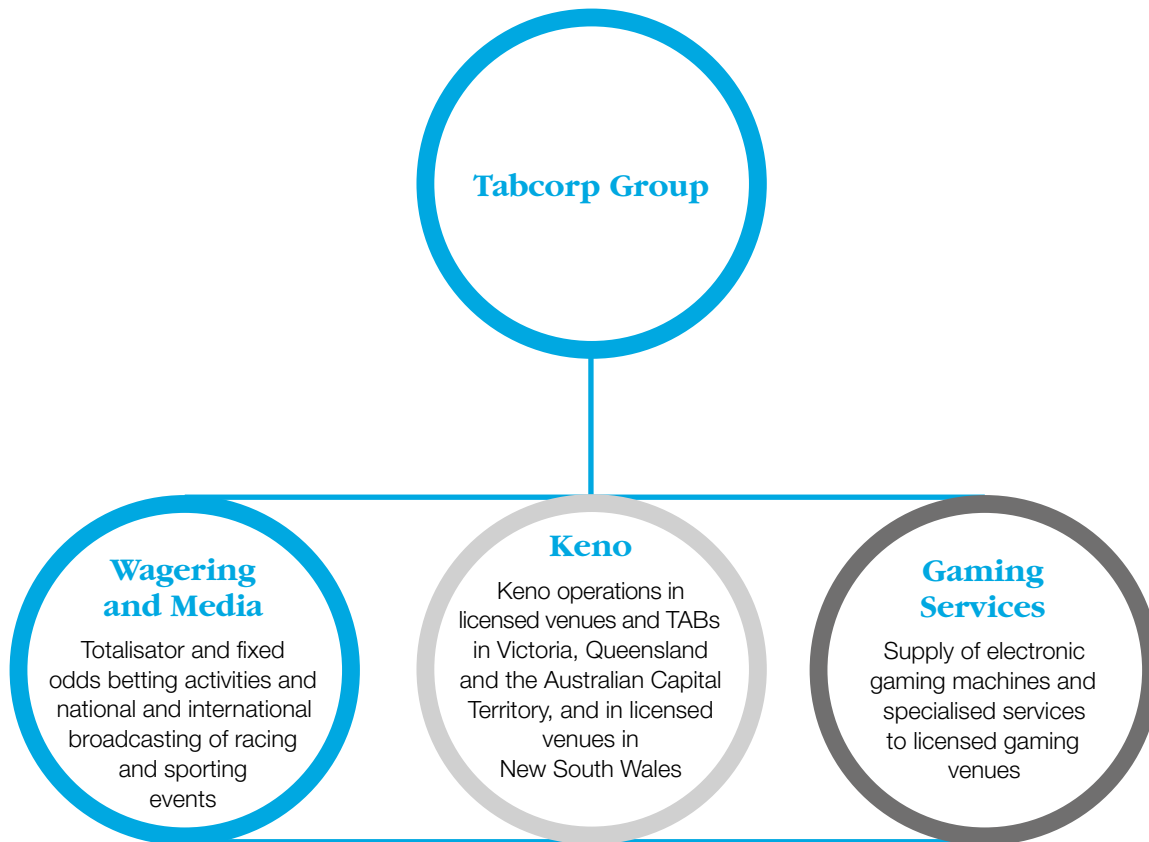 Tabcorp Group
Wagering
and Media
Totalisator and fixed
odds betting activities and
national and international
broadcasting of racing
and sporting
events
Keno
Keno operations in
licensed venues and TABs
in Victoria, Queensland
and the Australian Capital
Territory, and in licensed
venues in
New South Wales
Gaming
Services
Supply of electronic
gaming machines and
specialised services
to licensed gaming
venues